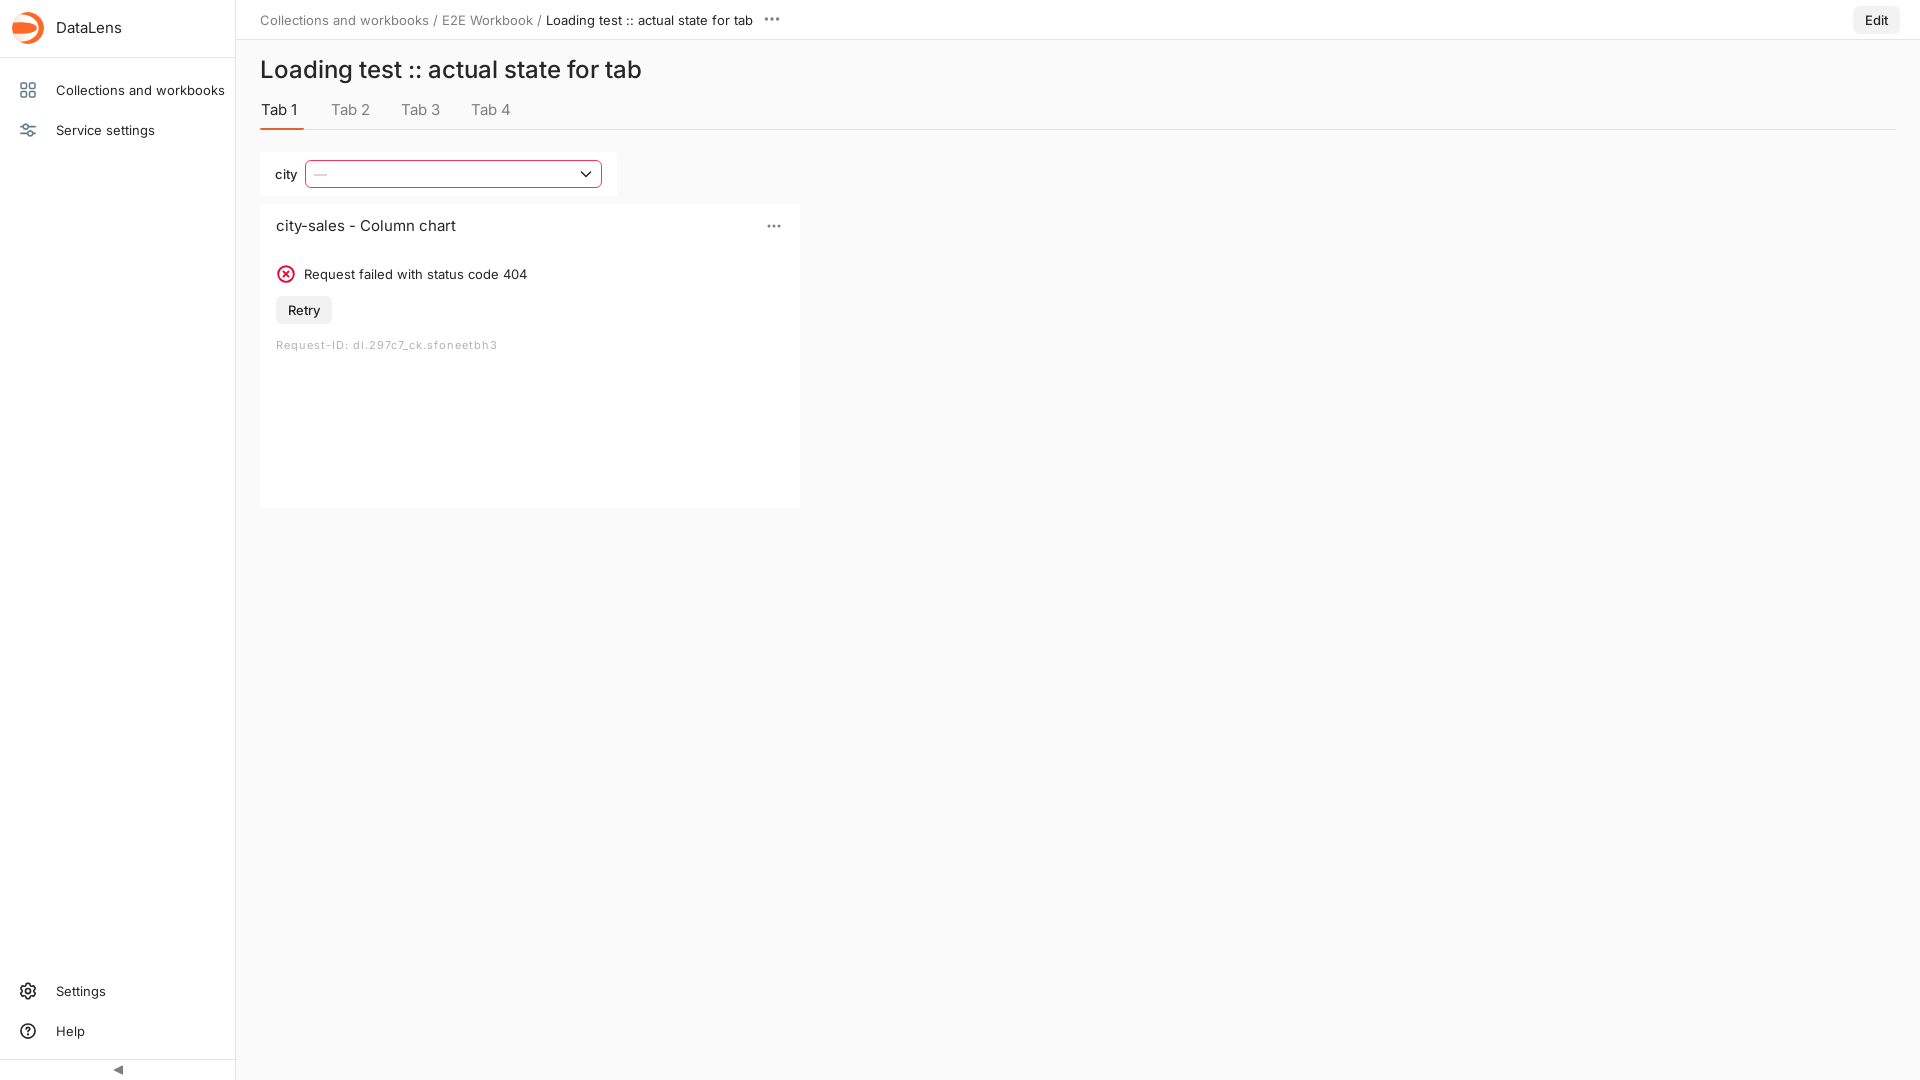 DataLens
Collections and workbooks
Service settings
Settings
Help
Collections and workbooks / E2E Workbook / Loading test :: actual state for tab
Edit
Loading test :: actual state for tab
Tab 1 Tab 2 Tab 3 Tab 4
city —
city-sales - Column chart
Request failed with status code 404
Retry
Request-ID: dl.297c7_ck.sfoneetbh3